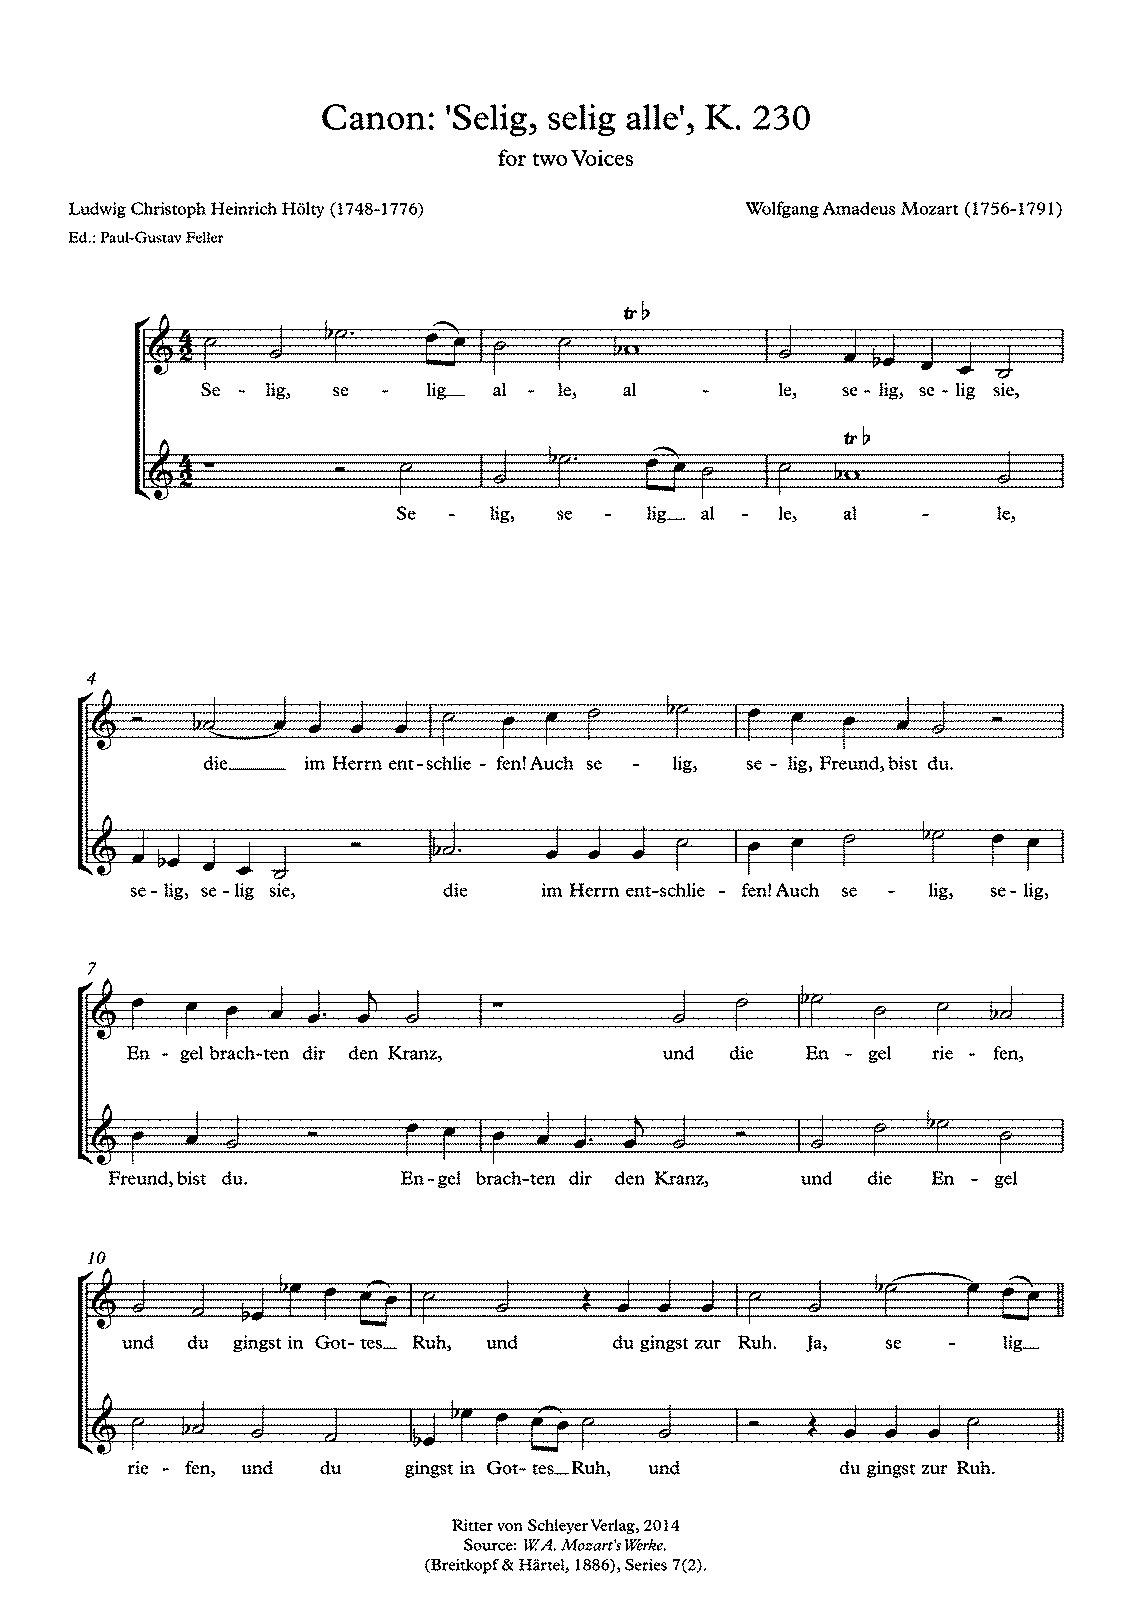 Canon: 'Selig, selig alle', K. 230
for two Voices
Ludwig Christoph Heinrich Hölty (1748-1776)
Wolfgang Amadeus Mozart (1756-1791)
Ed.: Paul-Gustav Feller
tr
Se - lig, se - lig al - le, al - le, se - lig, se - lig sie,
tr
Se - lig, se - lig al - le, al - le,
4
die im Herrn ent-schlie - fen! Auch se - lig, se - lig, Freund, bist du.
se - lig, se - lig sie, die im Herrn ent-schlie - fen! Auch se - lig, se - lig,
7
En - gel brach-ten dir den Kranz, und die En - gel rie - fen,
Freund, bist du. En - gel brach-ten dir den Kranz, und die En - gel
10
und du gingst in Got- tes Ruh, und du gingst zur Ruh. Ja, se - lig
rie - fen, und du gingst in Got- tes Ruh, und du gingst zur Ruh.
Ritter von Schleyer Verlag, 2014
Source: W. A. Mozart's Werke.
(Breitkopf & Härtel, 1886), Series 7(2).